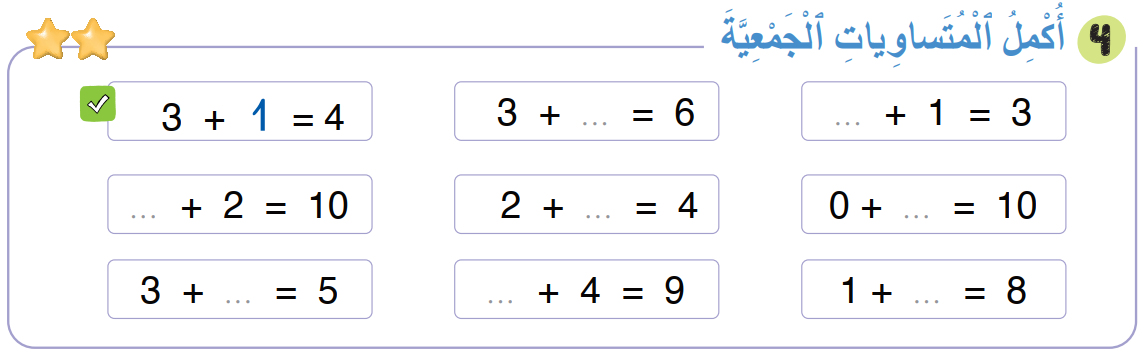 4 أُكْمِلُ ٱلْمُتَساوِياتِ ٱلْجَمْعِيَّةَ
3 + 1 = 4
3 + ... = 6
... + 1 = 3
... + 2 = 10
2 + ... = 4
0 + ... = 10
3 + ... = 5
... + 4 = 9
1 + ... = 8